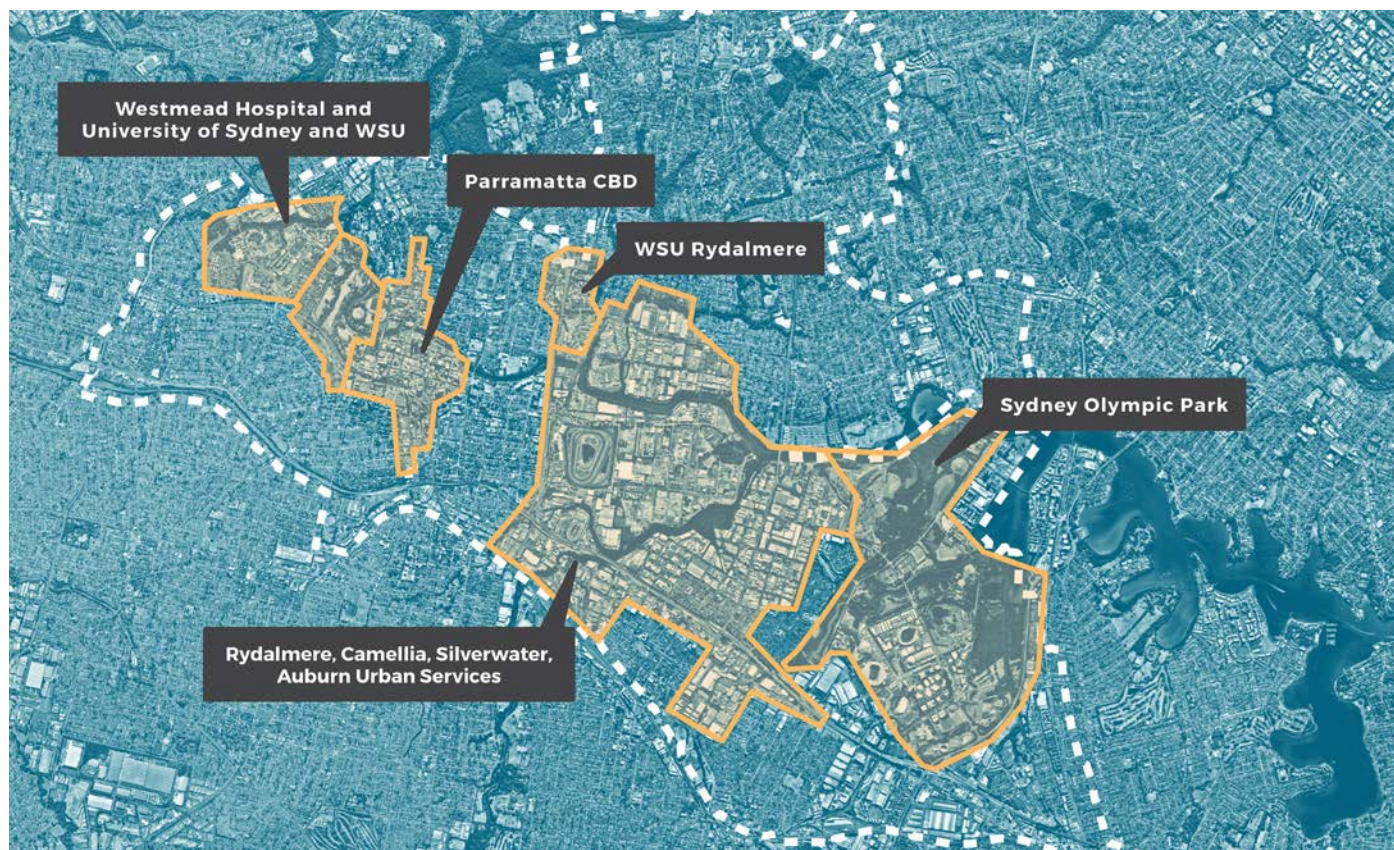 Westmead Hospital and
University of Sydney and WSU
Parramatta CBD
WSU Rydalmere
Sydney Olympic Park
Rydalmere, Camellia, Silverwater,
Auburn Urban Services